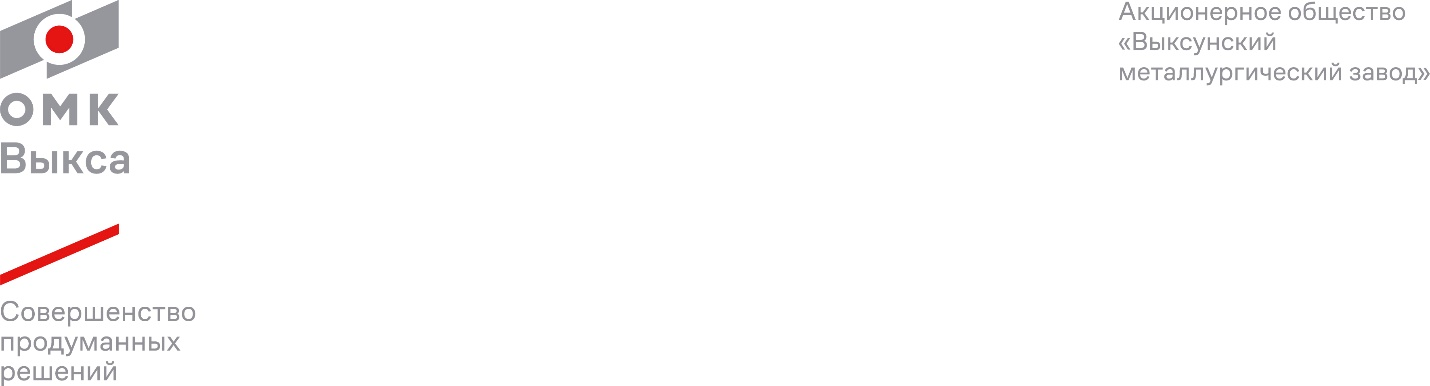 ОМК
Выкса
Совершенство
продуманных
решений
Акционерное общество
«Выксунский
металлургический завод»